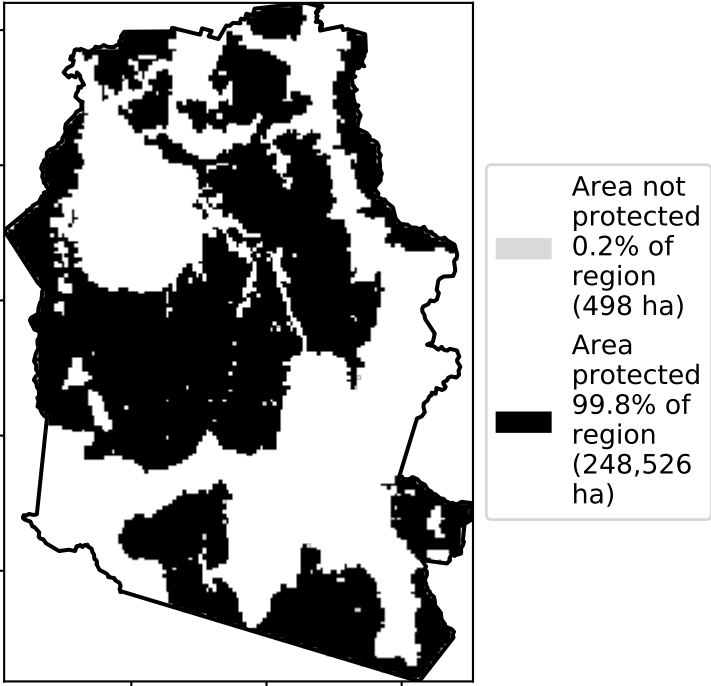 Area not
protected
0.2% of
region
(498 ha)
Area
protected
99.8% of
region
(248,526
ha)